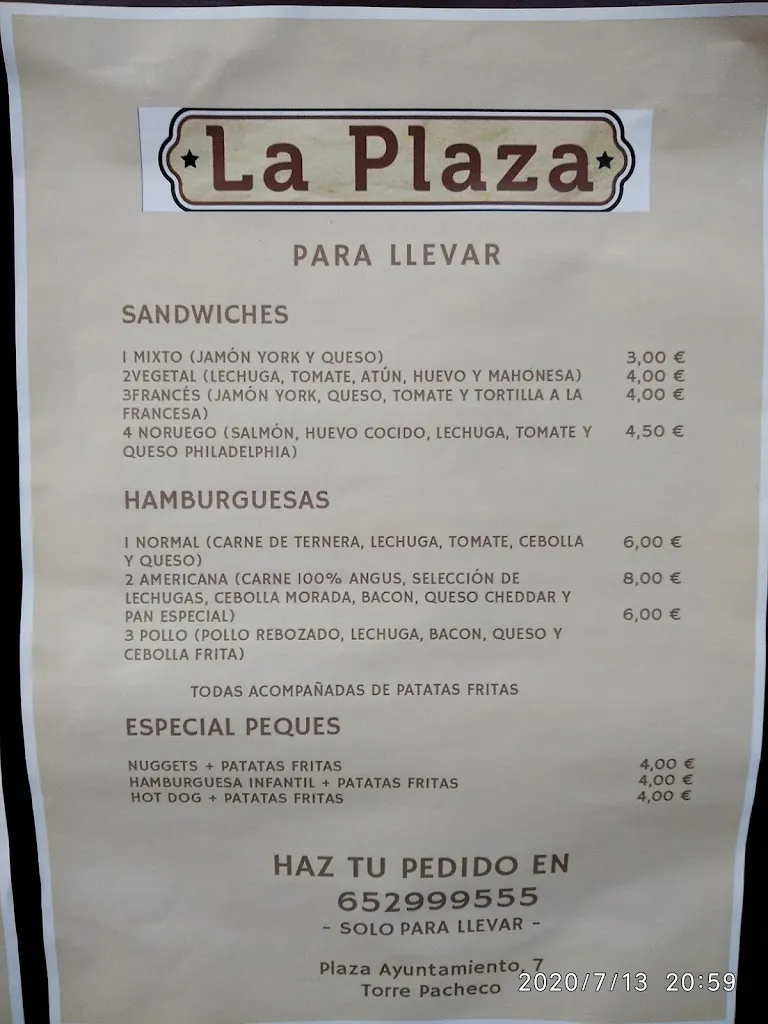 La Plaza
PARA LLEVAR
SANDWICHES
1 MIXTO (JAMÓN YORK Y QUESO) 3,00 €
2VEGETAL (LECHUGA, TOMATE, ATÚN, HUEVO Y MAHONESA) 4,00 €
3FRANCÉS (JAMÓN YORK, QUESO, TOMATE Y TORTILLA A LA 4,00 €
FRANCESA)
4 NORUEGO (SALMÓN, HUEVO COCIDO, LECHUGA, TOMATE Y 4,50 €
QUESO PHILADELPHIA)
HAMBURGUESAS
1 NORMAL (CARNE DE TERNERA, LECHUGA, TOMATE, CEBOLLA 6,00 €
Y QUESO)
2 AMERICANA (CARNE 100% ANGUS, SELECCIÓN DE 8,00 €
LECHUGAS, CEBOLLA MORADA, BACON, QUESO CHEDDAR Y
PAN ESPECIAL) 6,00 €
3 POLLO (POLLO REBOZADO, LECHUGA, BACON, QUESO Y
CEBOLLA FRITA)
TODAS ACOMPAÑADAS DE PATATAS FRITAS
ESPECIAL PEQUES
NUGGETS + PATATAS FRITAS 4,00 €
HAMBURGUESA INFANTIL + PATATAS FRITAS 4,00 €
HOT DOG + PATATAS FRITAS 4,00 €
HAZ TU PEDIDO EN
652999555
- SOLO PARA LLEVAR -
Plaza Ayuntamiento, 7
Torre Pacheco
2020/7/13 20:59